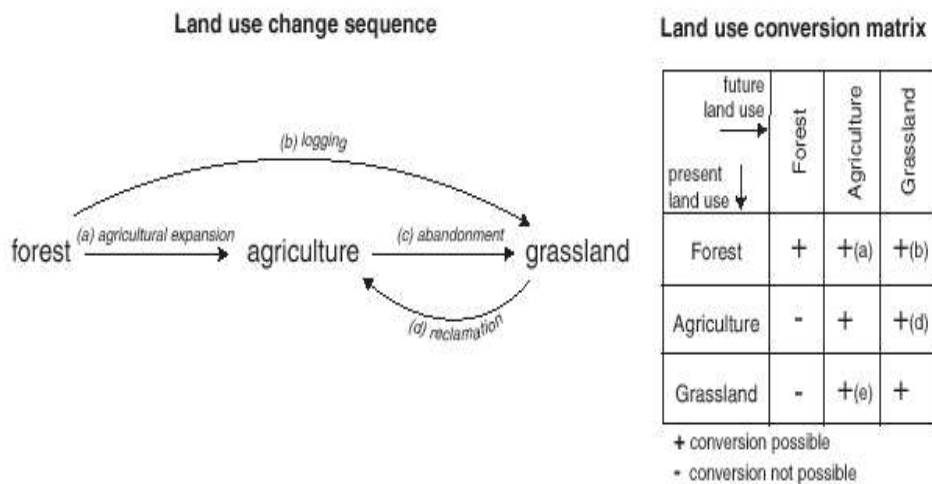 Land use change sequence
(b) logging
forest (a) agricultural expansion agriculture (c) abandonment grassland
(d) reclamation
Land use conversion matrix
future
land use
present
land use
Forest Agriculture Grassland
Forest + +(a) +(b)
Agriculture - + +(d)
Grassland - +(e) +
+ conversion possible
- conversion not possible